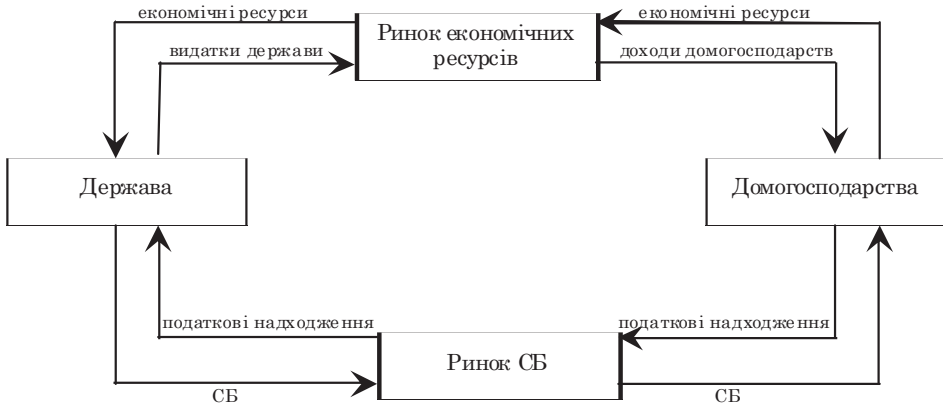 економічні ресурси
економічні ресурси
Ринок економічних
ресурсів
видатки держави
доходи домогосподарств
Держава
Домогосподарства
податкові надходження
податкові надходження
Ринок СБ
СБ
СБ